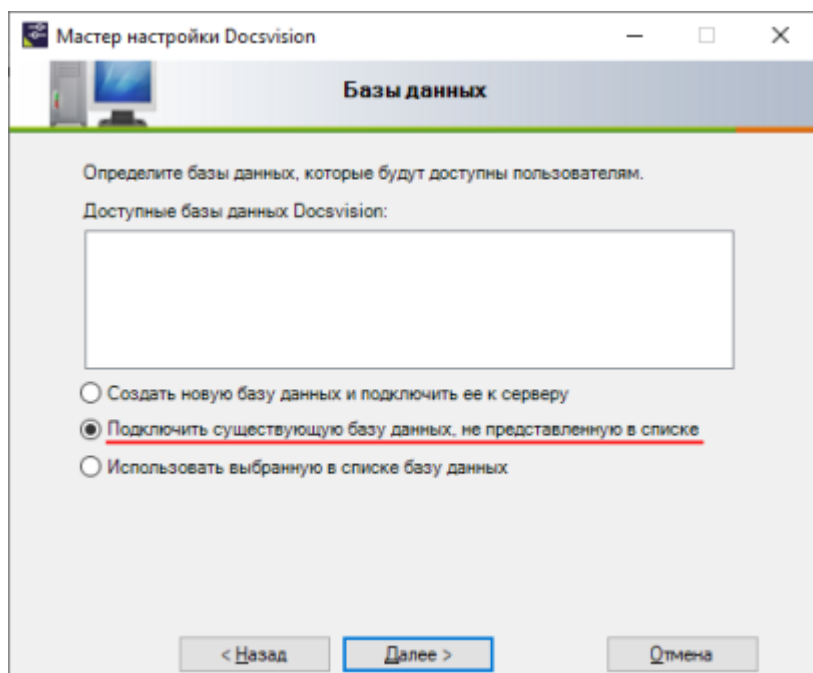 Мастер настройки Docsvision
Базы данных
Определите базы данных, которые будут доступны пользователям.
Доступные базы данных Docsvision:
Создать новую базу данных и подключить ее к серверу
Подключить существующую базу данных, не представленную в списке
Использовать выбранную в списке базу данных
< Назад
Далее >
Отмена